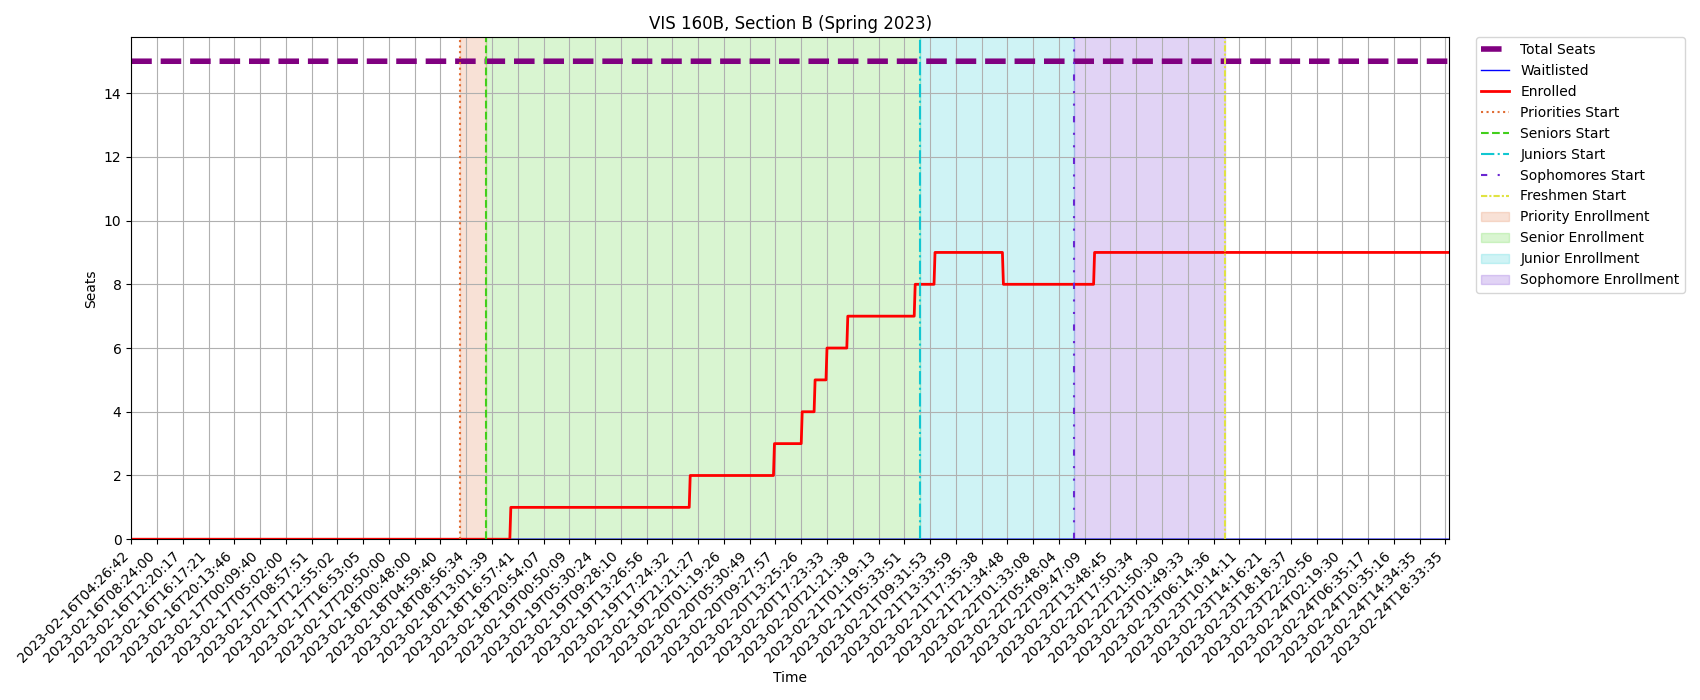 VIS 160B, Section B (Spring 2023)
Total Seats
Waitlisted
Enrolled
Priorities Start
Seniors Start
Juniors Start
Sophomores Start
Freshmen Start
Priority Enrollment
Senior Enrollment
Junior Enrollment
Sophomore Enrollment
Seats
14
12
10
8
6
4
2
0
2023-02-16T04:26:42
2023-02-16T08:24:00
2023-02-16T12:20:17
2023-02-16T16:17:21
2023-02-16T20:13:46
2023-02-17T00:09:40
2023-02-17T05:02:00
2023-02-17T08:57:51
2023-02-17T12:55:02
2023-02-17T16:53:05
2023-02-17T20:50:00
2023-02-18T00:48:00
2023-02-18T04:59:40
2023-02-18T08:56:34
2023-02-18T13:01:39
2023-02-18T16:57:41
2023-02-18T20:54:07
2023-02-19T00:50:09
2023-02-19T05:30:24
2023-02-19T09:28:10
2023-02-19T13:26:56
2023-02-19T17:24:32
2023-02-19T21:21:27
2023-02-20T01:19:26
2023-02-20T05:30:49
2023-02-20T09:27:57
2023-02-20T13:25:26
2023-02-20T17:23:33
2023-02-20T21:21:38
2023-02-21T01:19:13
2023-02-21T05:33:51
2023-02-21T09:31:53
2023-02-21T13:33:59
2023-02-21T17:35:38
2023-02-21T21:34:48
2023-02-22T01:33:08
2023-02-22T05:48:04
2023-02-22T09:47:09
2023-02-22T13:48:45
2023-02-22T17:50:34
2023-02-22T21:50:30
2023-02-23T01:49:33
2023-02-23T06:14:36
2023-02-23T10:14:11
2023-02-23T14:16:21
2023-02-23T18:18:37
2023-02-23T22:20:56
2023-02-24T02:19:30
2023-02-24T06:35:17
2023-02-24T10:35:16
2023-02-24T14:34:35
2023-02-24T18:33:35
Time